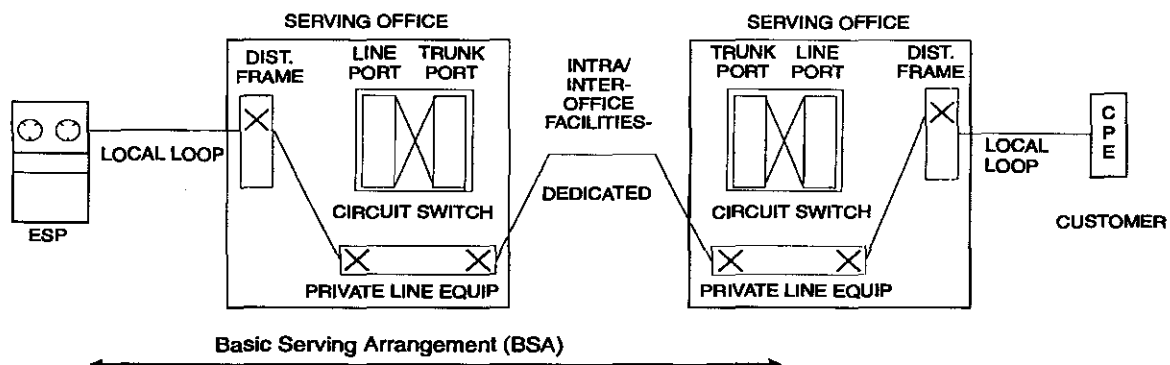 SERVING OFFICE
DIST.
FRAME
LINE
PORT
TRUNK
PORT
LOCAL LOOP
CIRCUIT SWITCH
PRIVATE LINE EQUIP
ESP
INTRA/
INTER-
OFFICE
FACILITIES-
DEDICATED
SERVING OFFICE
TRUNK
PORT
LINE
PORT
DIST.
FRAME
CIRCUIT SWITCH
PRIVATE LINE EQUIP
LOCAL
LOOP
C
P
E
CUSTOMER
Basic Serving Arrangement (BSA)